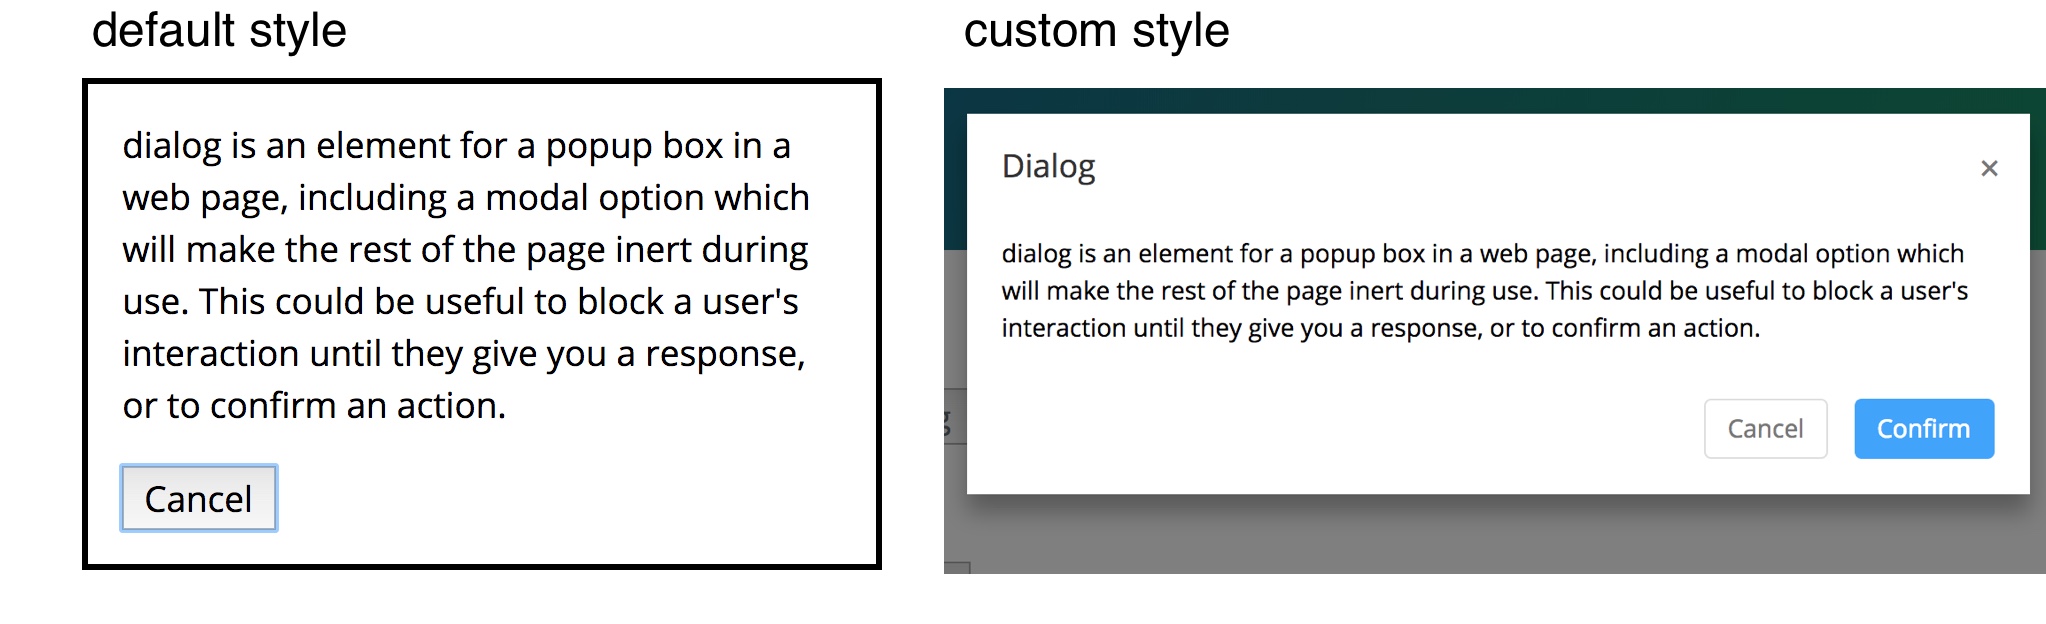 default style
dialog is an element for a popup box in a
web page, including a modal option which
will make the rest of the page inert during
use. This could be useful to block a user's
interaction until they give you a response,
or to confirm an action.
Cancel
custom style
Dialog
×
dialog is an element for a popup box in a web page, including a modal option which
will make the rest of the page inert during use. This could be useful to block a user's
interaction until they give you a response, or to confirm an action.
Cancel Confirm